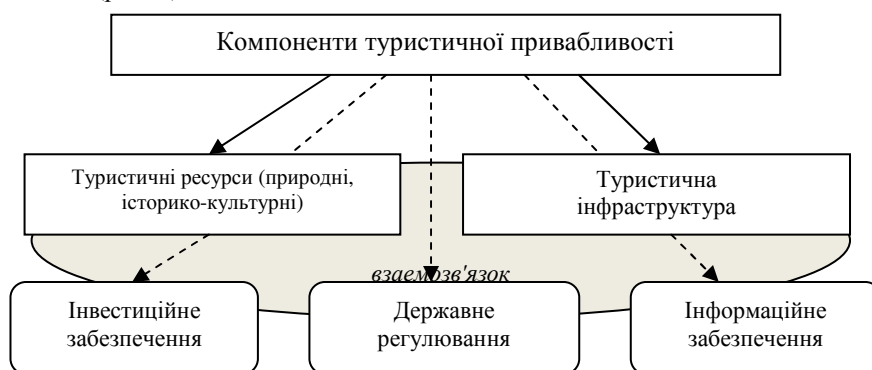 Компоненти туристичної привабливості
Туристичні ресурси (природні,
історико-культурні)
Туристична
інфраструктура
взаємозв'язок
Інвестиційне
забезпечення
Державне
регулювання
Інформаційне
забезпечення